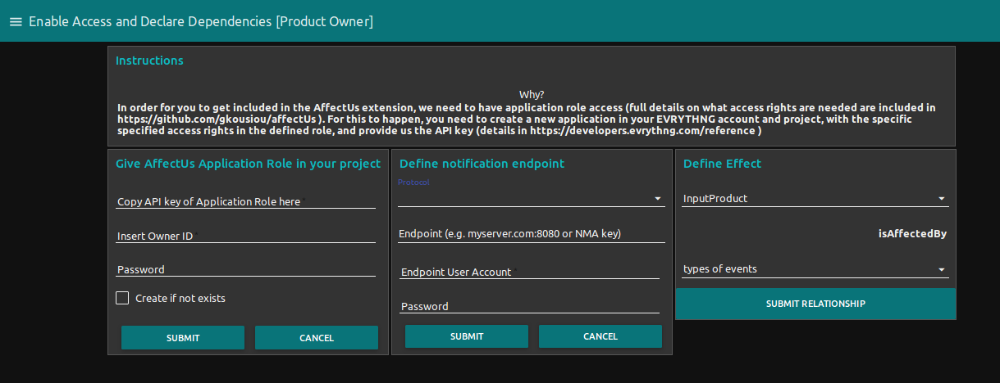 Enable Access and Declare Dependencies [Product Owner]
Instructions
Why?
In order for you to get included in the AffectUs extension, we need to have application role access (full details on what access rights are needed are included in
https://github.com/gkousiou/affectUs ). For this to happen, you need to create a new application in your EVRYTHNG account and project, with the specific
specified access rights in the defined role, and provide us the API key (details in https://developers.evrythng.com/reference )
Give AffectUs Application Role in your project
Copy API key of Application Role here *
Insert Owner ID *
Password
Create if not exists
SUBMIT CANCEL
Define notification endpoint
Protocol
Endpoint (e.g. myserver.com:8080 or NMA key)
Endpoint User Account *
Password
SUBMIT CANCEL
Define Effect
InputProduct
isAffectedBy
types of events
SUBMIT RELATIONSHIP